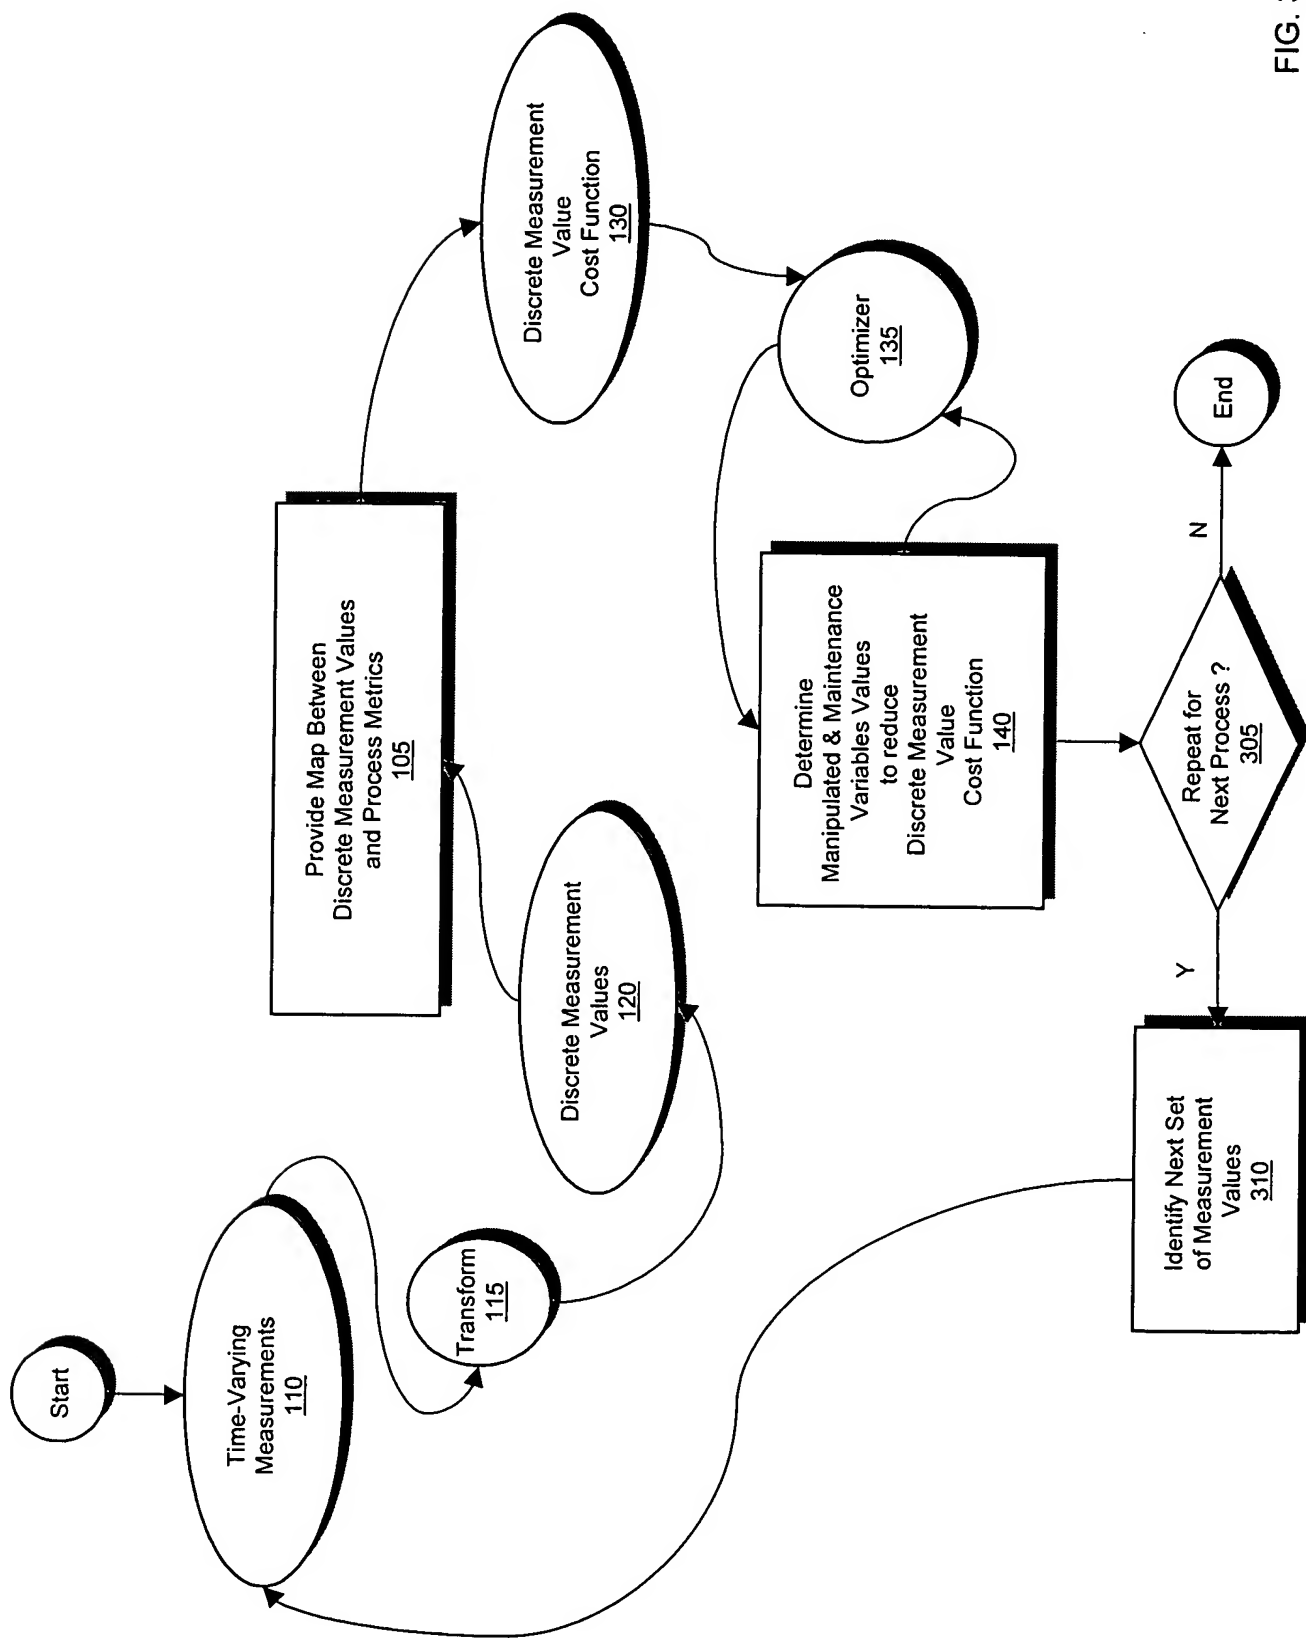 Start
Time-Varying
Measurements
110
Transform
115
Discrete Measurement
Values
120
Provide Map Between
Discrete Measurement Values
and Process Metrics
105
Discrete Measurement
Value
Cost Function
130
Optimizer
135
Determine
Manipulated & Maintenance
Variables Values
to reduce
Discrete Measurement
Value
Cost Function
140
Repeat for
Next Process ?
305
N
End
Y
Identify Next Set
of Measurement
Values
310
FIG.